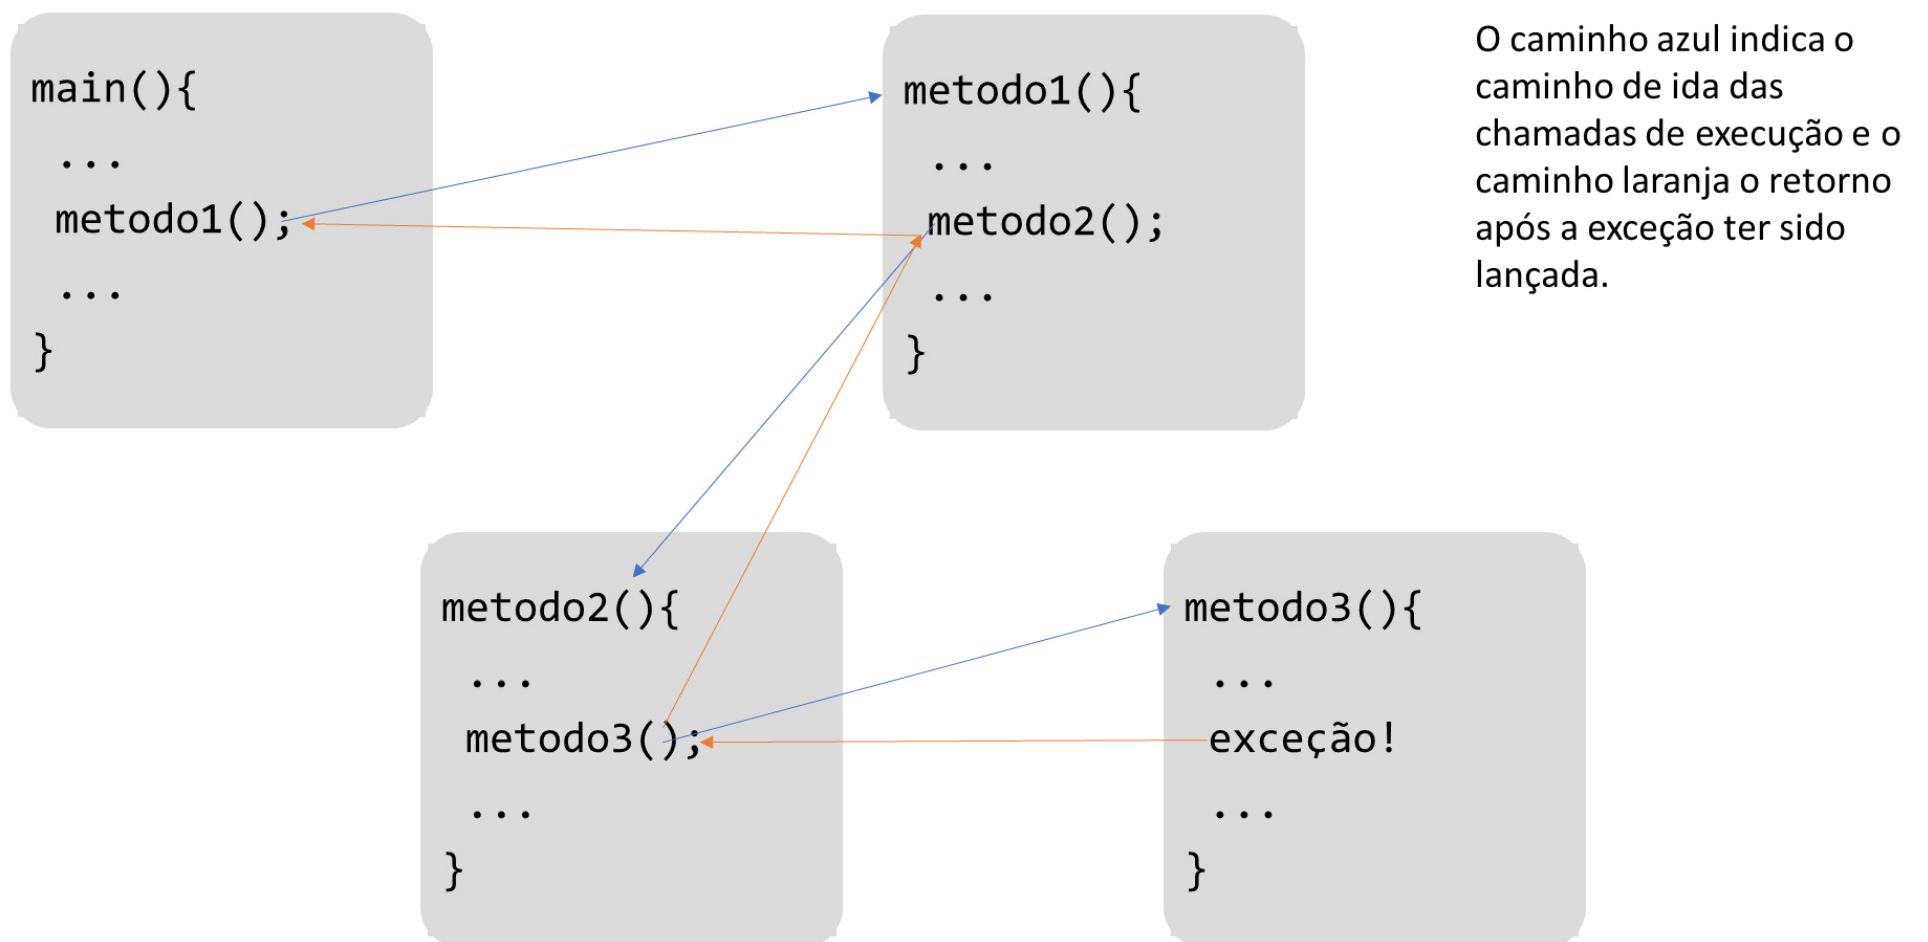 main(){
...
metodo1();
...
}
metodo1(){
...
metodo2();
...
}
O caminho azul indica o
caminho de ida das
chamadas de execução e o
caminho laranja o retorno
após a exceção ter sido
lançada.
metodo2(){
...
metodo3();
...
}
metodo3(){
...
exceção!
...
}